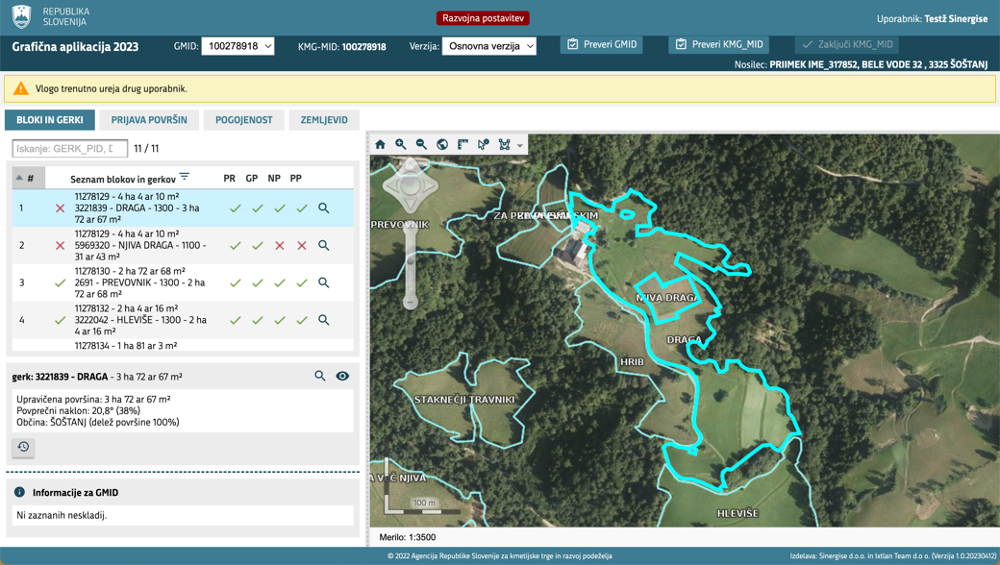 REPUBLIKA
SLOVENIJA
Razvojna postavitev
Uporabnik: Testž Sinergise
Grafična aplikacija 2023
GMID: 100278918
KMG-MID: 100278918
Verzija: Osnovna verzija
Preveri GMID
Preveri KMG_MID
Zaključi KMG_MID
Nosilec: PRIIMEK IME_317852, BELE VODE 32 , 3325 ŠOŠTANJ
Vlogo trenutno ureja drug uporabnik.
BLOKI IN GERKI
PRIJAVA POVRŠIN
POGOJENOST
ZEMLJEVID
Iskanje: GERK_PID, D
11 / 11
# Seznam blokov in gerkov PR GP NP PP
1
11278129 - 4 ha 4 ar 10 m²
3221839 - DRAGA - 1300 - 3 ha
72 ar 67 m²
2
11278129 - 4 ha 4 ar 10 m²
5969320 - NJIVA DRAGA - 1100 -
31 ar 43 m²
3
11278130 - 2 ha 72 ar 68 m²
2691 - PREVOVNIK - 1300 - 2 ha
72 ar 68 m²
4
11278132 - 2 ha 4 ar 16 m²
3222042 - HLEVIŠE - 1300 - 2 ha
4 ar 16 m²
11278134 - 1 ha 81 ar 3 m²
gerk: 3221839 - DRAGA - 3 ha 72 ar 67 m²
Upravičena površina: 3 ha 72 ar 67 m²
Povprečni naklon: 20,8° (38%)
Občina: ŠOŠTANJ (delež površine 100%)
Informacije za GMID
Ni zaznanih neskladij.
PREVOVNIK
NJIVA DRAGA
DRAGA
HRIB
STAKNEČJI TRAVNIKI
HLEVIŠE
100 m
Merilo: 1:3500
© 2022 Agencija Republike Slovenije za kmetijske trge in razvoj podeželja
Izdelava: Sinergise d.o.o. in Ixtlan Team d.o.o. (Verzija 1.0.20230412)